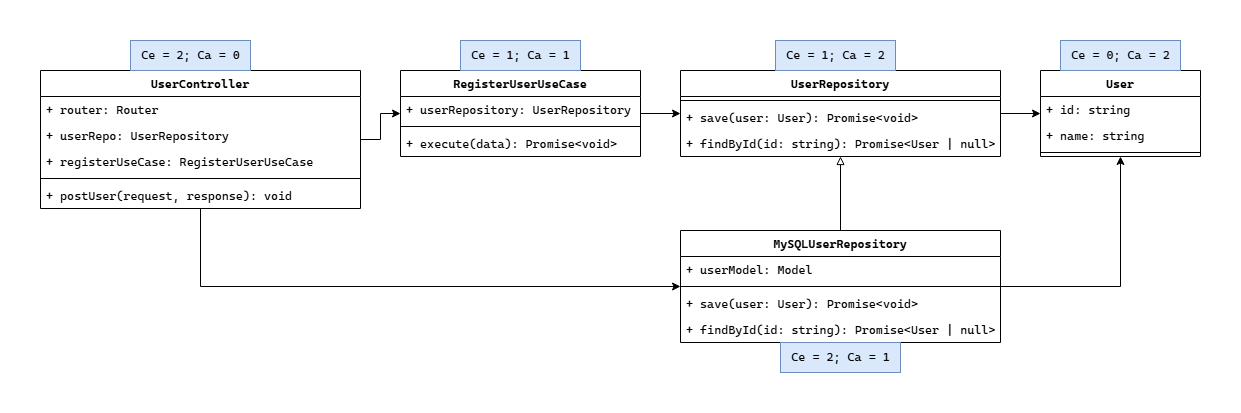 Ce = 2; Ca = 0
UserController
+ router: Router
+ userRepo: UserRepository
+ registerUseCase: RegisterUserUseCase
+ postUser(request, response): void
Ce = 1; Ca = 1
RegisterUserUseCase
+ userRepository: UserRepository
+ execute(data): Promise<void>
Ce = 1; Ca = 2
UserRepository
+ save(user: User): Promise<void>
+ findById(id: string): Promise<User | null>
Ce = 0; Ca = 2
User
+ id: string
+ name: string
MySQLUserRepository
+ userModel: Model
+ save(user: User): Promise<void>
+ findById(id: string): Promise<User | null>
Ce = 2; Ca = 1